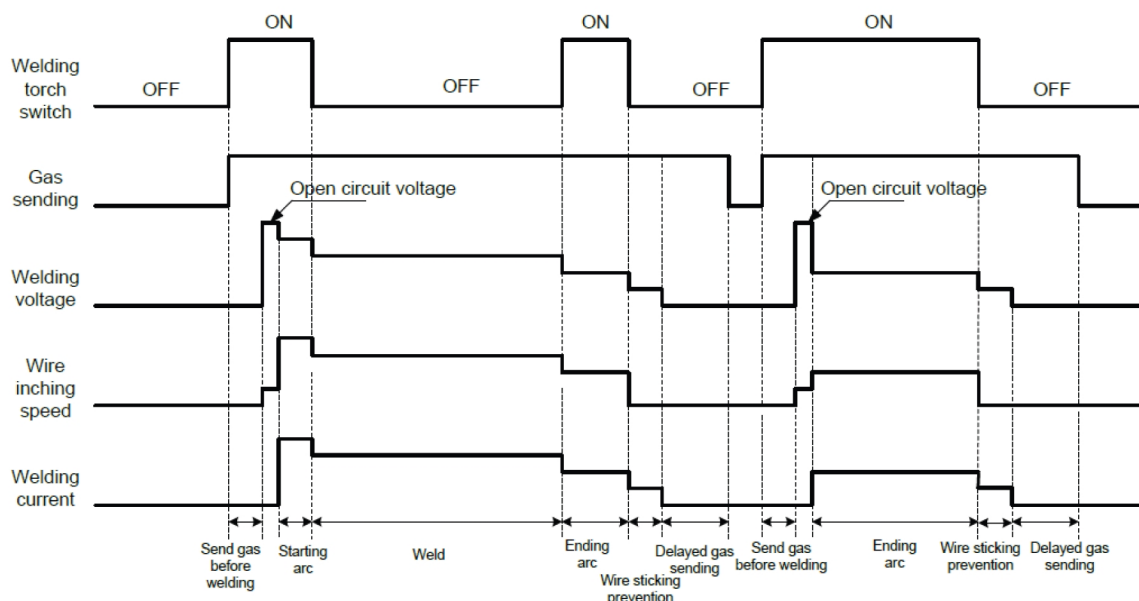 ON
ON
ON
Welding
torch
switch
OFF
OFF
OFF
OFF
Gas
sending
Open circuit voltage
Open circuit voltage
Welding
voltage
Wire
inching
speed
Welding
current
Send gas
before
welding
Starting
arc
Weld
Ending
arc
Wire sticking
prevention
Delayed gas
sending
Send gas
before welding
Ending
arc
Wire sticking
prevention
Delayed gas
sending